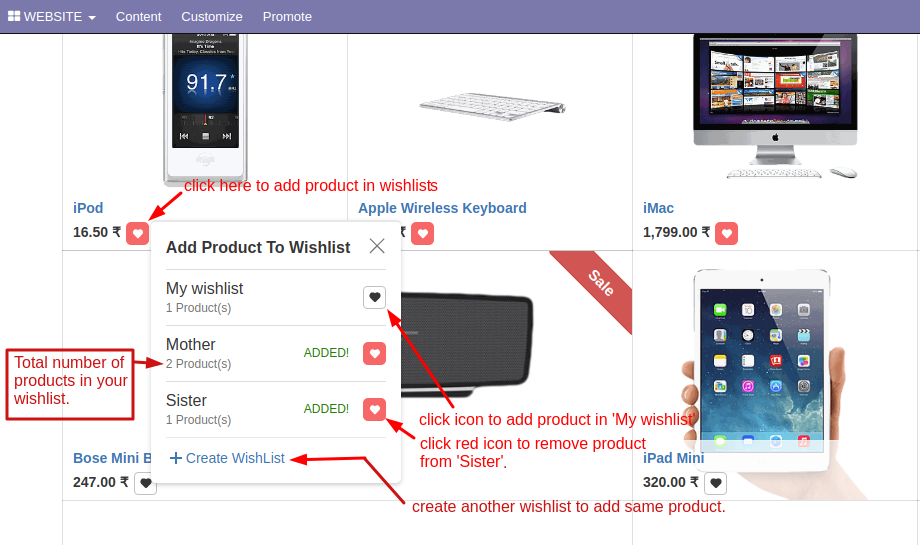 WEBSITE Content Customize Promote
Imagine Dragons
It's Time
91.7
click here to add product in wishlists
iPod
Apple Wireless Keyboard
iMac
16.50 ₹
₹
1,799.00 ₹
Add Product To Wishlist
Sale
My wishlist
1 Product(s)
Mother
2 Product(s)
ADDED!
Total number of
products in your
wishlist.
Sister
1 Product(s)
ADDED!
click icon to add product in 'My wishlist'
click red icon to remove product
from 'Sister'.
Bose Mini B
Create WishList
iPad Mini
247.00 ₹
320.00 ₹
create another wishlist to add same product.